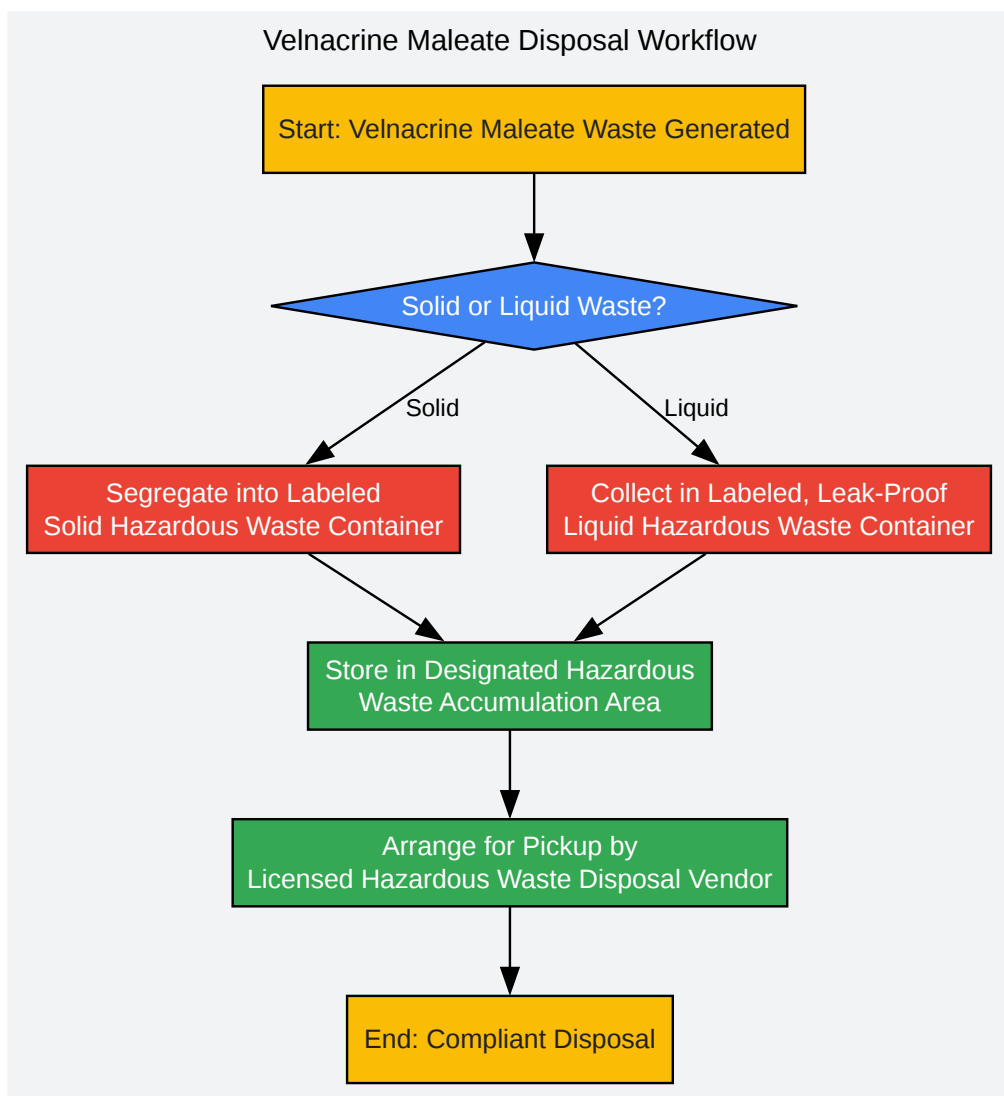 Velnacrine Maleate Disposal Workflow
Start: Velnacrine Maleate Waste Generated
Solid or Liquid Waste?
Solid
Liquid
Segregate into Labeled
Solid Hazardous Waste Container
Collect in Labeled, Leak-Proof
Liquid Hazardous Waste Container
Store in Designated Hazardous
Waste Accumulation Area
Arrange for Pickup by
Licensed Hazardous Waste Disposal Vendor
End: Compliant Disposal